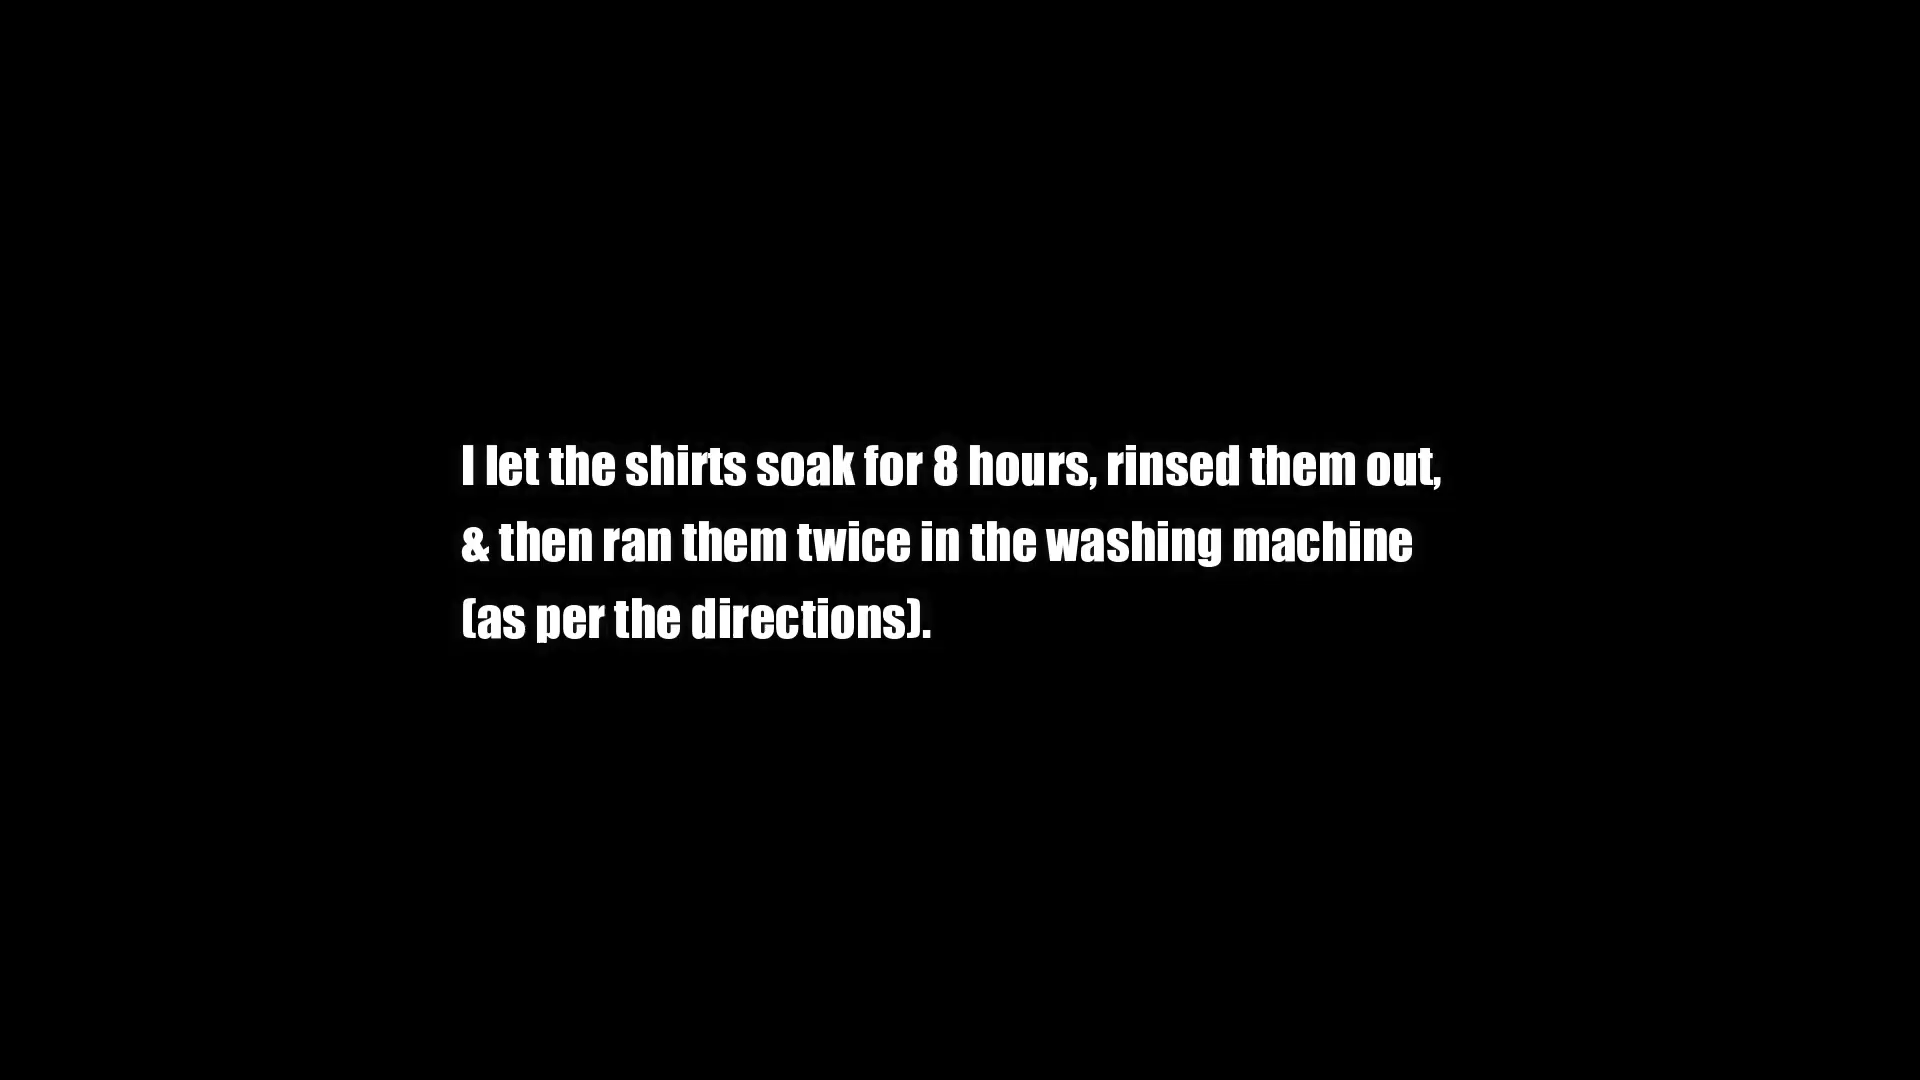 I let the shirts soak for 8 hours, rinsed them out,
& then ran them twice in the washing machine
(as per the directions).